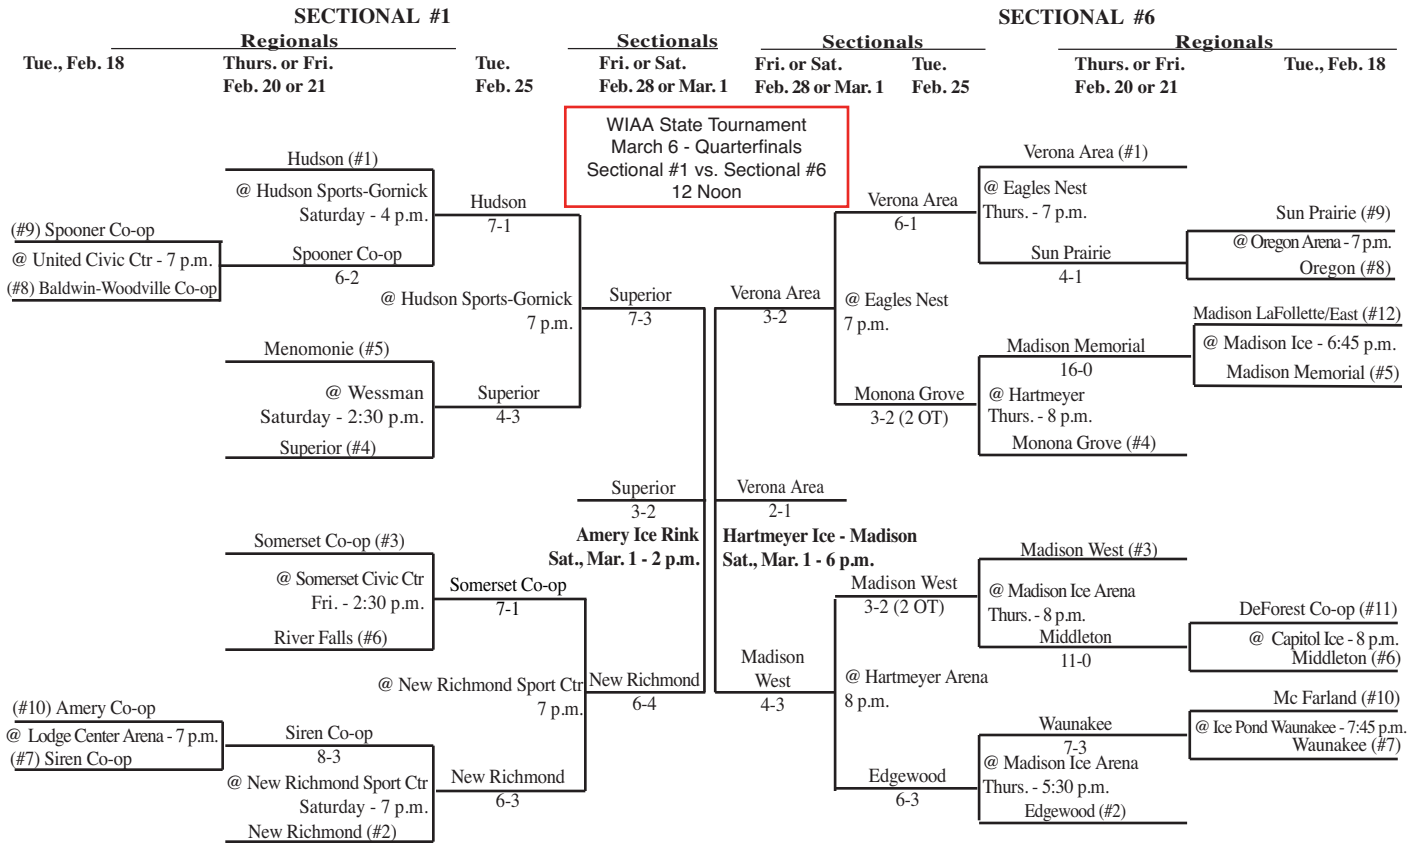 SECTIONAL #1
Regionals
Sectionals
Tue., Feb. 18
Thurs. or Fri.
Feb. 20 or 21
Tue.
Feb. 25
Fri. or Sat.
Feb. 28 or Mar. 1
SECTIONAL #6
Sectionals
Regionals
Fri. or Sat.
Feb. 28 or Mar. 1
Tue.
Feb. 25
Thurs. or Fri.
Feb. 20 or 21
Tue., Feb. 18
WIAA State Tournament
March 6 - Quarterfinals
Sectional #1 vs. Sectional #6
12 Noon
(#9) Spooner Co-op
@ United Civic Ctr - 7 p.m.
(#8) Baldwin-Woodville Co-op
(#10) Amery Co-op
@ Lodge Center Arena - 7 p.m.
(#7) Siren Co-op
Hudson (#1)
@ Hudson Sports-Gornick
Saturday - 4 p.m.
Spooner Co-op
6-2
Menomonie (#5)
@ Wessman
Saturday - 2:30 p.m.
Superior (#4)
Somerset Co-op (#3)
@ Somerset Civic Ctr
Fri. - 2:30 p.m.
River Falls (#6)
Siren Co-op
8-3
@ New Richmond Sport Ctr
Saturday - 7 p.m.
New Richmond (#2)
Hudson
7-1
@ Hudson Sports-Gornick
7 p.m.
Superior
4-3
Somerset Co-op
7-1
@ New Richmond Sport Ctr
7 p.m.
New Richmond
6-3
Superior
7-3
Superior
3-2
Amery Ice Rink
Sat., Mar. 1 - 2 p.m.
New Richmond
6-4
Verona Area
3-2
Verona Area
2-1
Hartmeyer Ice - Madison
Sat., Mar. 1 - 6 p.m.
Madison
West
4-3
Verona Area
6-1
@ Eagles Nest
7 p.m.
Monona Grove
3-2 (2 OT)
Madison West
3-2 (2 OT)
@ Hartmeyer Arena
8 p.m.
Edgewood
6-3
Verona Area (#1)
@ Eagles Nest
Thurs. - 7 p.m.
Sun Prairie
4-1
Madison Memorial
16-0
@ Hartmeyer
Thurs. - 8 p.m.
Monona Grove (#4)
Madison West (#3)
@ Madison Ice Arena
Thurs. - 8 p.m.
Middleton
11-0
Waunakee
7-3
@ Madison Ice Arena
Thurs. - 5:30 p.m.
Edgewood (#2)
Sun Prairie (#9)
@ Oregon Arena - 7 p.m.
Oregon (#8)
Madison LaFollette/East (#12)
@ Madison Ice - 6:45 p.m.
Madison Memorial (#5)
DeForest Co-op (#11)
@ Capitol Ice - 8 p.m.
Middleton (#6)
Mc Farland (#10)
@ Ice Pond Waunakee - 7:45 p.m.
Waunakee (#7)